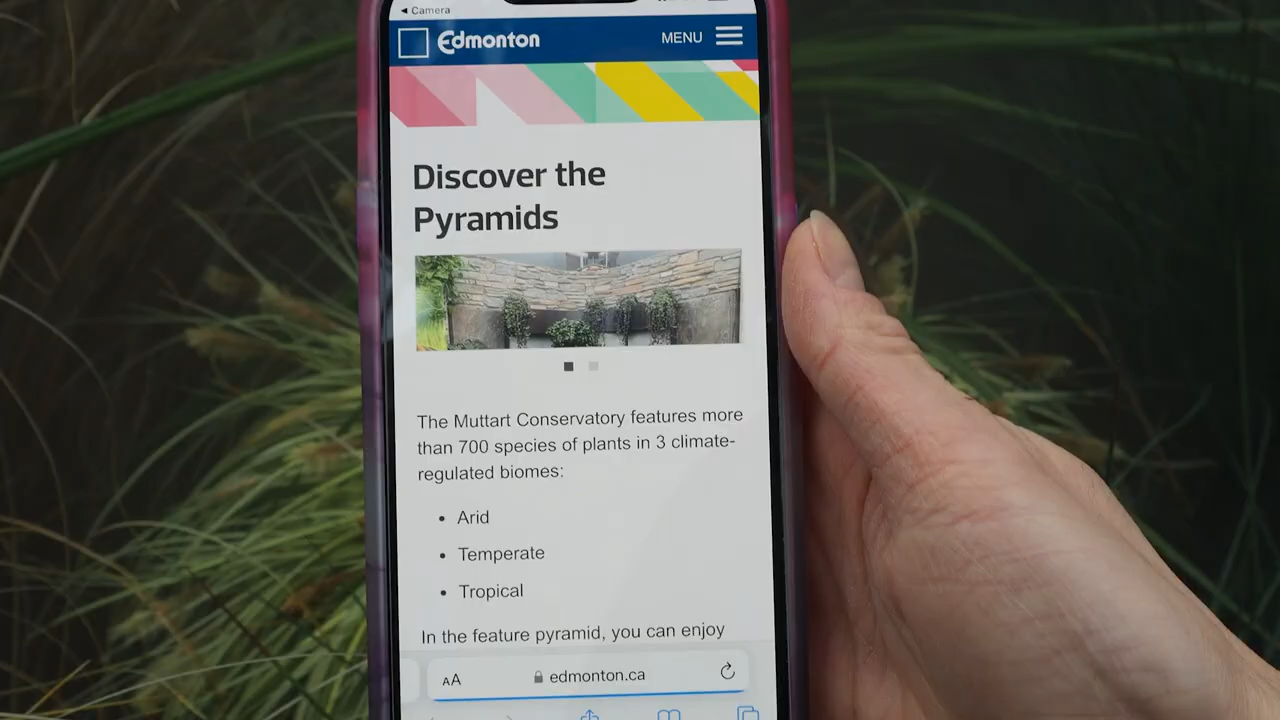 Camera
Edmonton
MENU
Discover the
Pyramids
The Muttart Conservatory features more
than 700 species of plants in 3 climate-
regulated biomes:
Arid
Temperate
Tropical
In the feature pyramid, you can enjoy
AA
edmonton.ca